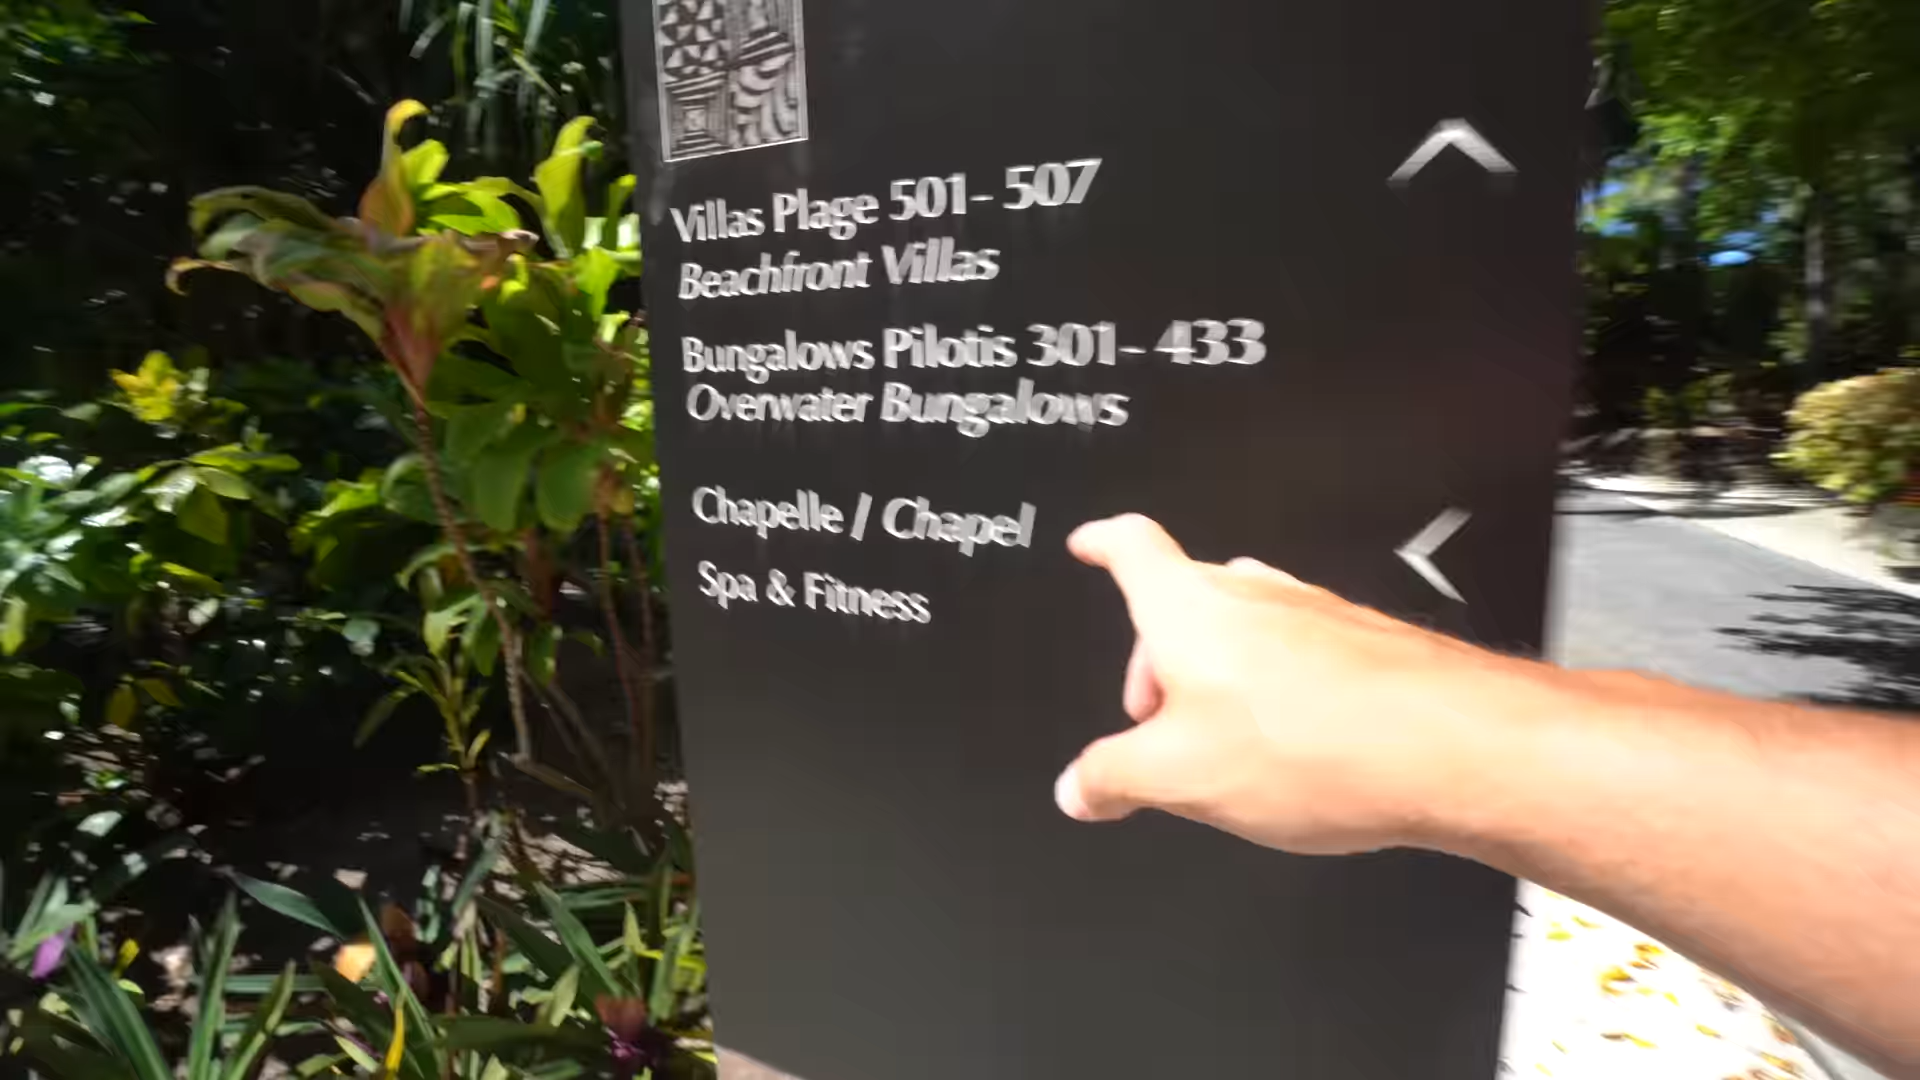 Villas Plage 501-507
Beachfront Villas
Bungalows Pilotis 301-433
Overwater Bungalows
Chapelle / Chapel
Spa & Fitness